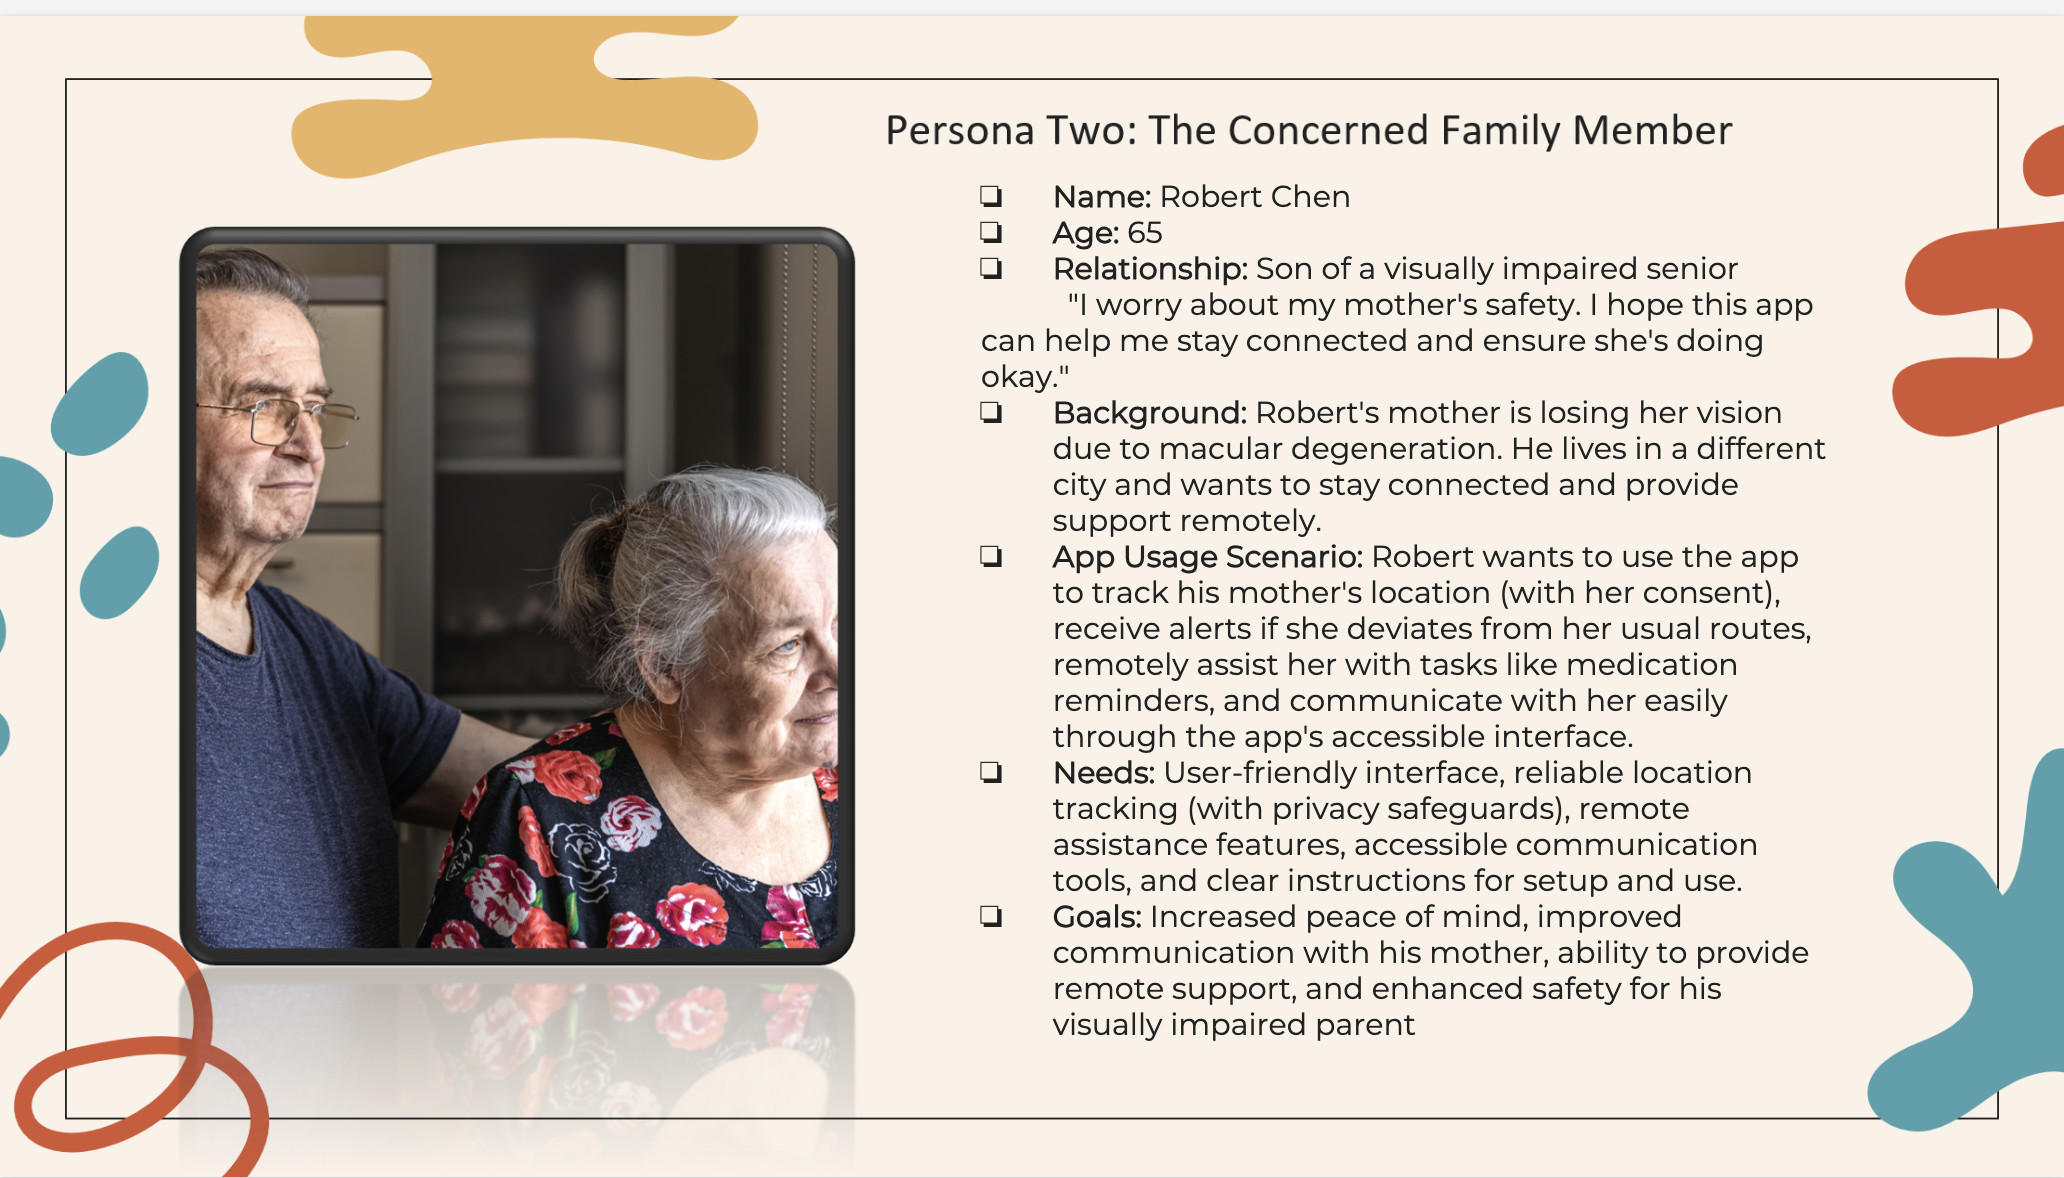 Persona Two: The Concerned Family Member
❏ Name: Robert Chen
❏ Age: 65
❏ Relationship: Son of a visually impaired senior
"I worry about my mother's safety. I hope this app
can help me stay connected and ensure she's doing
okay."
❏ Background: Robert's mother is losing her vision
due to macular degeneration. He lives in a different
city and wants to stay connected and provide
support remotely.
❏ App Usage Scenario: Robert wants to use the app
to track his mother's location (with her consent),
receive alerts if she deviates from her usual routes,
remotely assist her with tasks like medication
reminders, and communicate with her easily
through the app's accessible interface.
❏ Needs: User-friendly interface, reliable location
tracking (with privacy safeguards), remote
assistance features, accessible communication
tools, and clear instructions for setup and use.
❏ Goals: Increased peace of mind, improved
communication with his mother, ability to provide
remote support, and enhanced safety for his
visually impaired parent